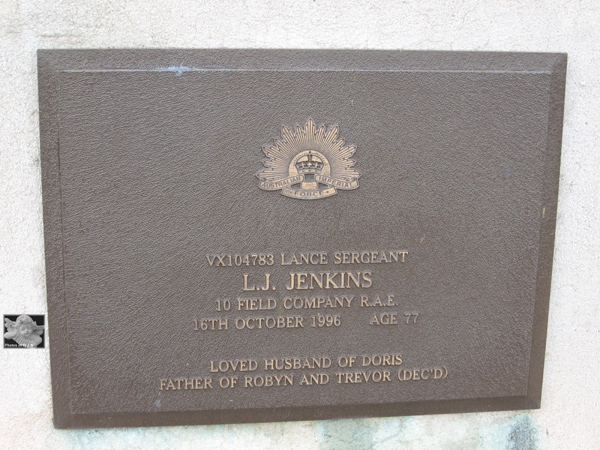 AUSTRALIAN IMPERIAL
FORCE
VX104783 LANCE SERGEANT
L.J. JENKINS
10 FIELD COMPANY R.A.E.
16TH OCTOBER 1996 AGE 77
LOVED HUSBAND OF DORIS
FATHER OF ROBYN AND TREVOR (DEC'D)